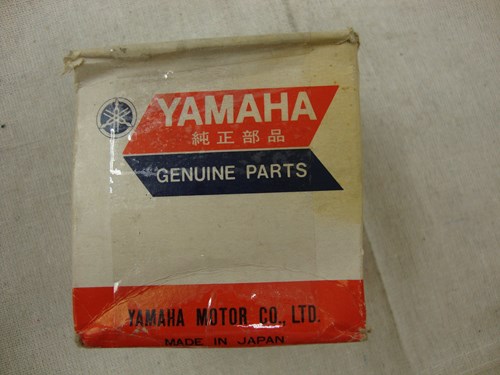 YAMAHA
純正部品
GENUINE PARTS
YAMAHA MOTOR CO., LTD.
MADE IN JAPAN